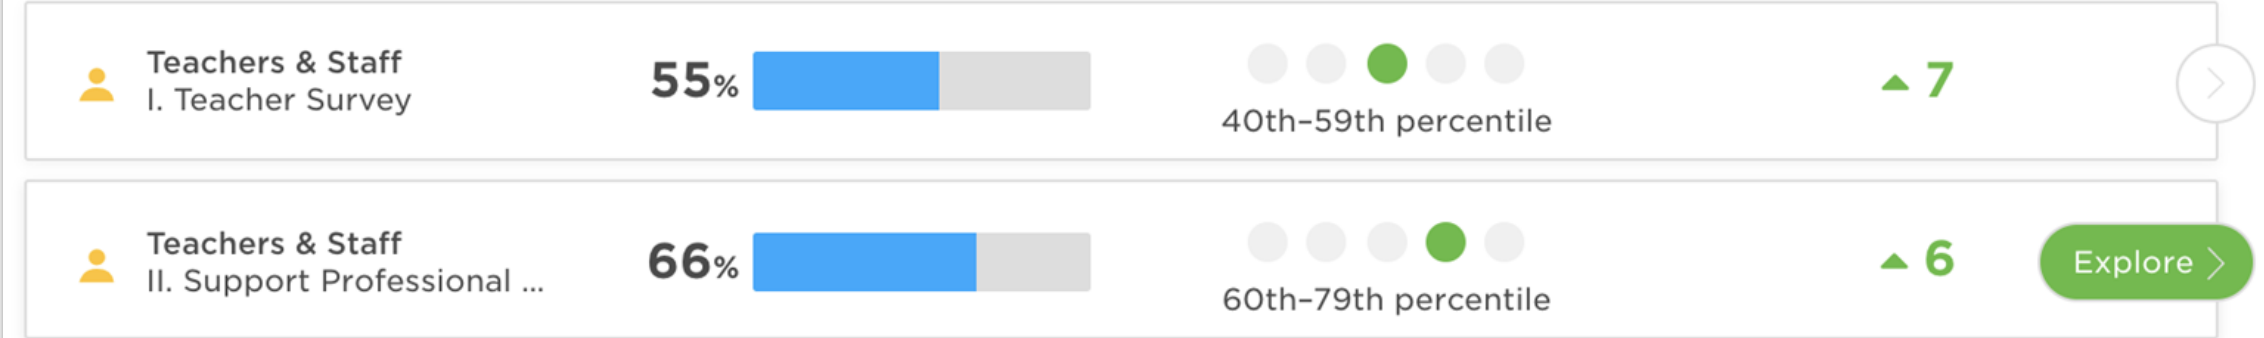 Teachers & Staff
I. Teacher Survey
55%
40th–59th percentile
7
Teachers & Staff
II. Support Professional ...
66%
60th–79th percentile
6
Explore